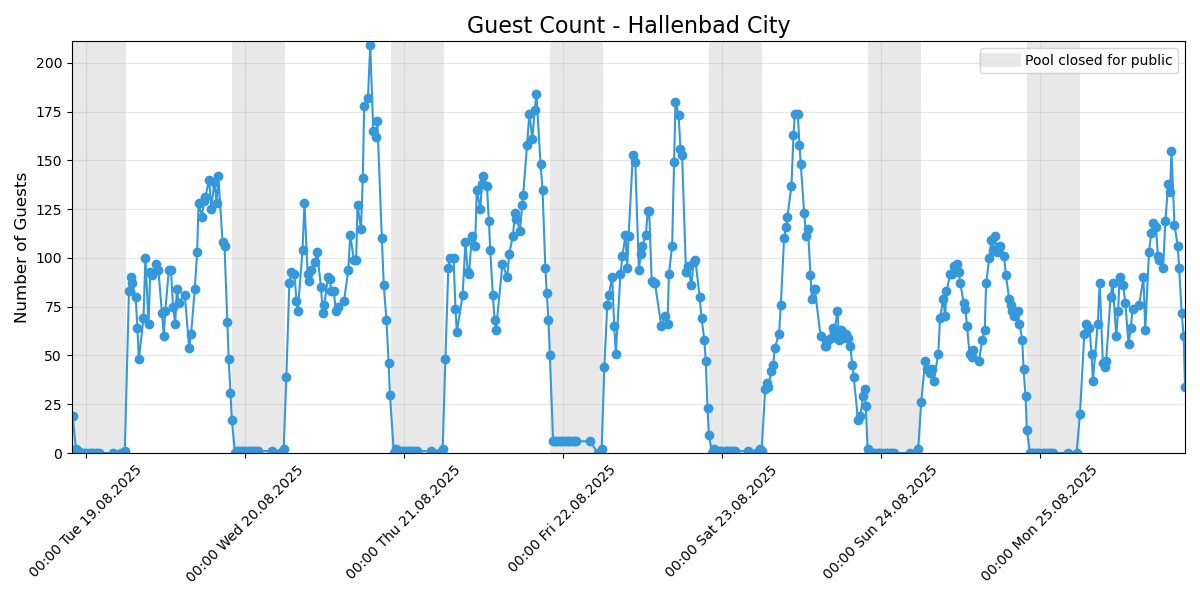 Guest Count - Hallenbad City
Pool closed for public
Number of Guests
200
175
150
125
100
75
50
25
0
00:00 Tue 19.08.2025
00:00 Wed 20.08.2025
00:00 Thu 21.08.2025
00:00 Fri 22.08.2025
00:00 Sat 23.08.2025
00:00 Sun 24.08.2025
00:00 Mon 25.08.2025